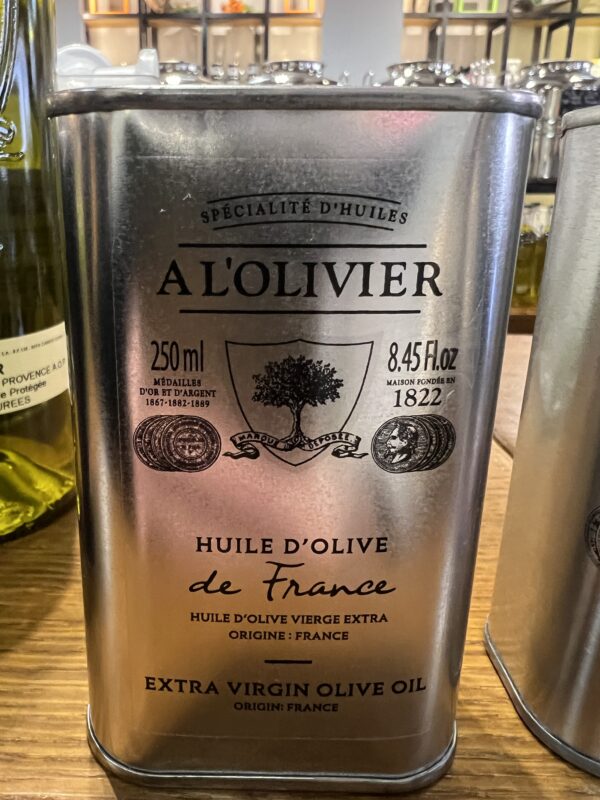 SPÉCIALITÉ D'HUILES
A L'OLIVIER
250 ml
MÉDAILLES
D'OR ET D'ARGENT
1867-1882-1889
8.45 Fl.oz
MAISON FONDÉE EN
1822
MARQUE DÉPOSÉE
HUILE D'OLIVE
de France
HUILE D'OLIVE VIERGE EXTRA
ORIGINE : FRANCE
EXTRA VIRGIN OLIVE OIL
ORIGIN: FRANCE
R
PROVENCE A.O.P
Protégée